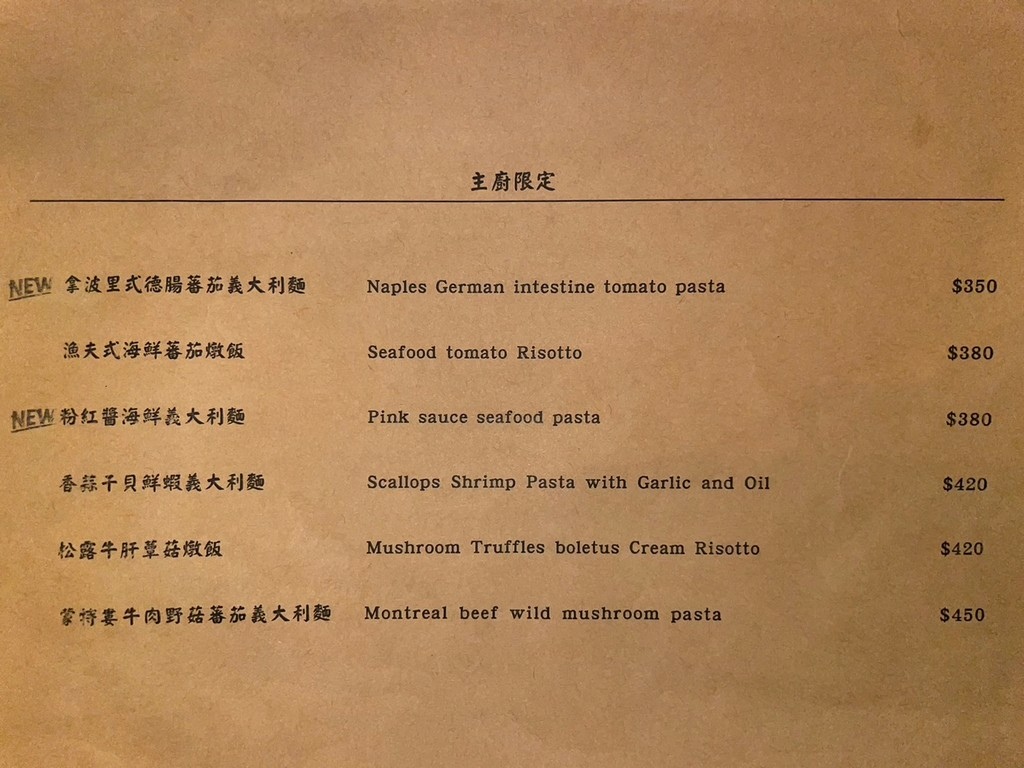 主廚限定
NEW 拿波里式德腸蕃茄義大利麵 Naples German intestine tomato pasta $350
漁夫式海鮮蕃茄燉飯 Seafood tomato Risotto $380
NEW 粉紅醬海鮮義大利麵 Pink sauce seafood pasta $380
香蒜干貝鮮蝦義大利麵 Scallops Shrimp Pasta with Garlic and Oil $420
松露牛肝蕈菇燉飯 Mushroom Truffles boletus Cream Risotto $420
蒙特婁牛肉野菇蕃茄義大利麵 Montreal beef wild mushroom pasta $450